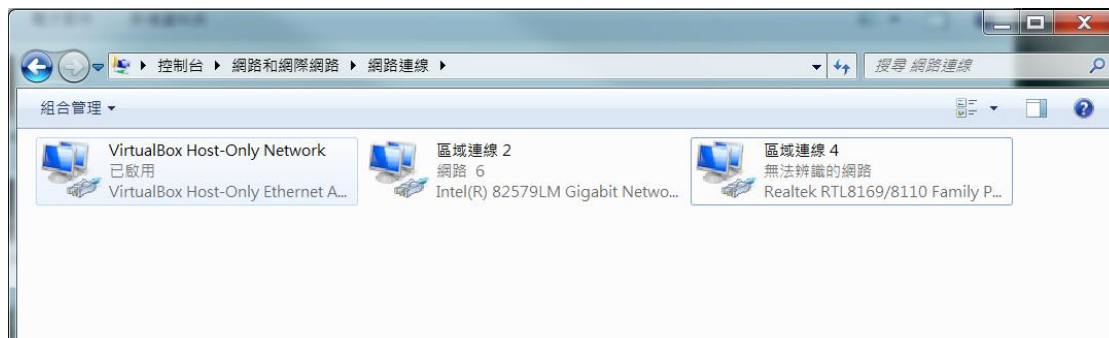 控制台 ▸ 網路和網際網路 ▸ 網路連線 ▸
搜尋 網路連線
組合管理
VirtualBox Host-Only Network
已啟用
VirtualBox Host-Only Ethernet A...
區域連線 2
網路 6
Intel(R) 82579LM Gigabit Netwo...
區域連線 4
無法辨識的網路
Realtek RTL8169/8110 Family P...